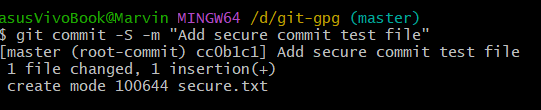 asusVivoBook@Marvin MINGW64 /d/git-gpg (master)
$ git commit -S -m "Add secure commit test file"
[master (root-commit) cc0b1c1] Add secure commit test file
 1 file changed, 1 insertion(+)
 create mode 100644 secure.txt